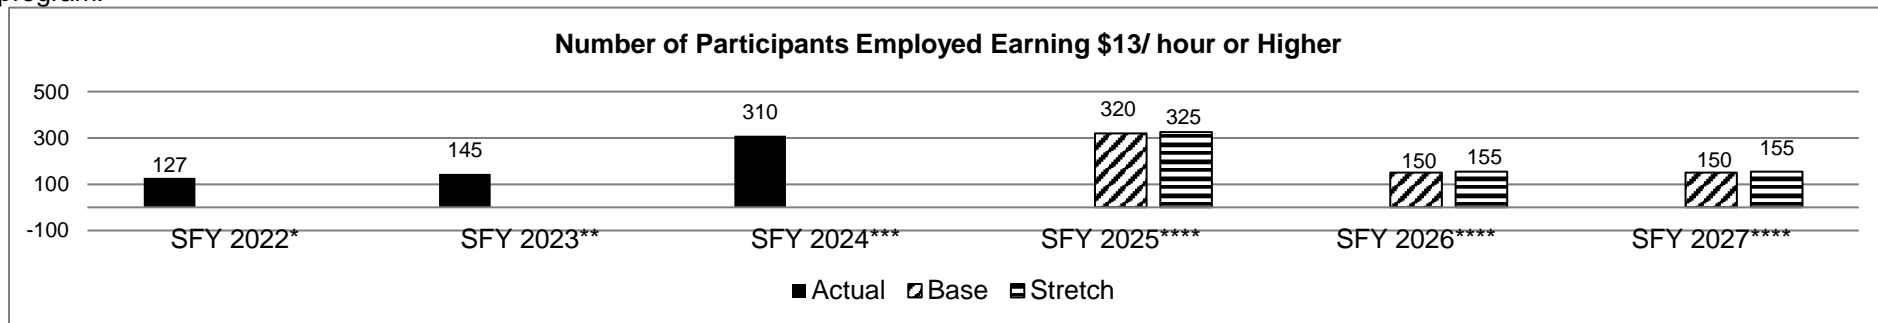 program.
Number of Participants Employed Earning $13/ hour or Higher
500
300
100
-100
127
145
310
320
325
150
155
150
155
SFY 2022*
SFY 2023**
SFY 2024***
SFY 2025****
SFY 2026****
SFY 2027****
Actual Base Stretch